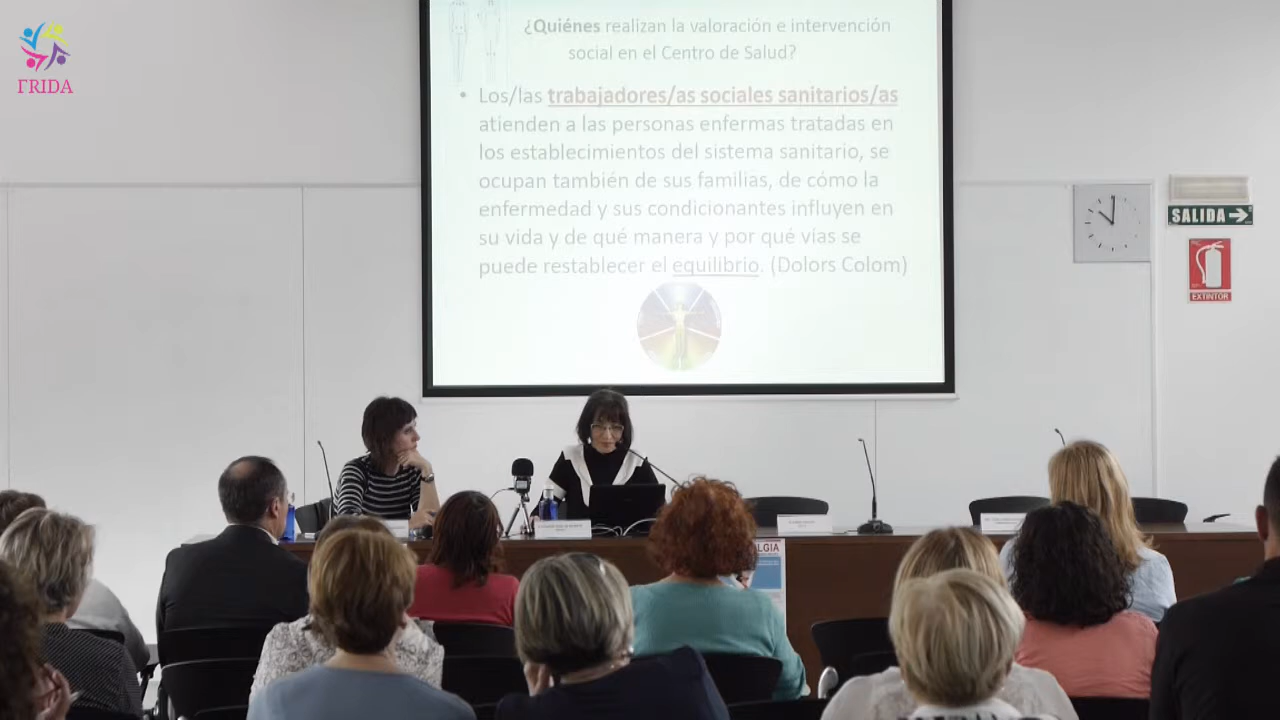 FRIDA
¿Quiénes realizan la valoración e intervención
social en el Centro de Salud?
• Los/las trabajadores/as sociales sanitarios/as
atienden a las personas enfermas tratadas en
los establecimientos del sistema sanitario, se
ocupan también de sus familias, de cómo la
enfermedad y sus condicionantes influyen en
su vida y de qué manera y por qué vías se
puede restablecer el equilibrio. (Dolors Colom)
SALIDA
EXTINTOR
LGIA